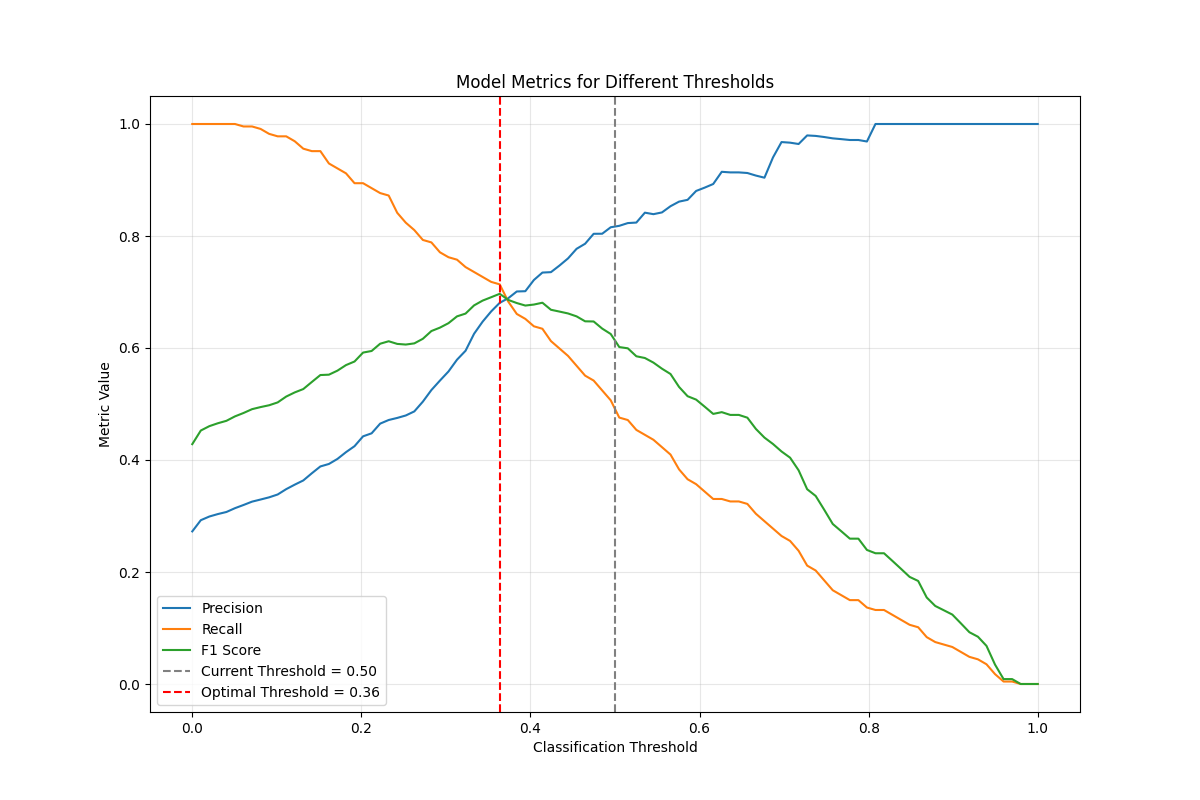 Model Metrics for Different Thresholds
Metric Value
1.0
0.8
0.6
0.4
0.2
0.0
Precision
Recall
F1 Score
Current Threshold = 0.50
Optimal Threshold = 0.36
0.0 0.2 0.4 0.6 0.8 1.0
Classification Threshold